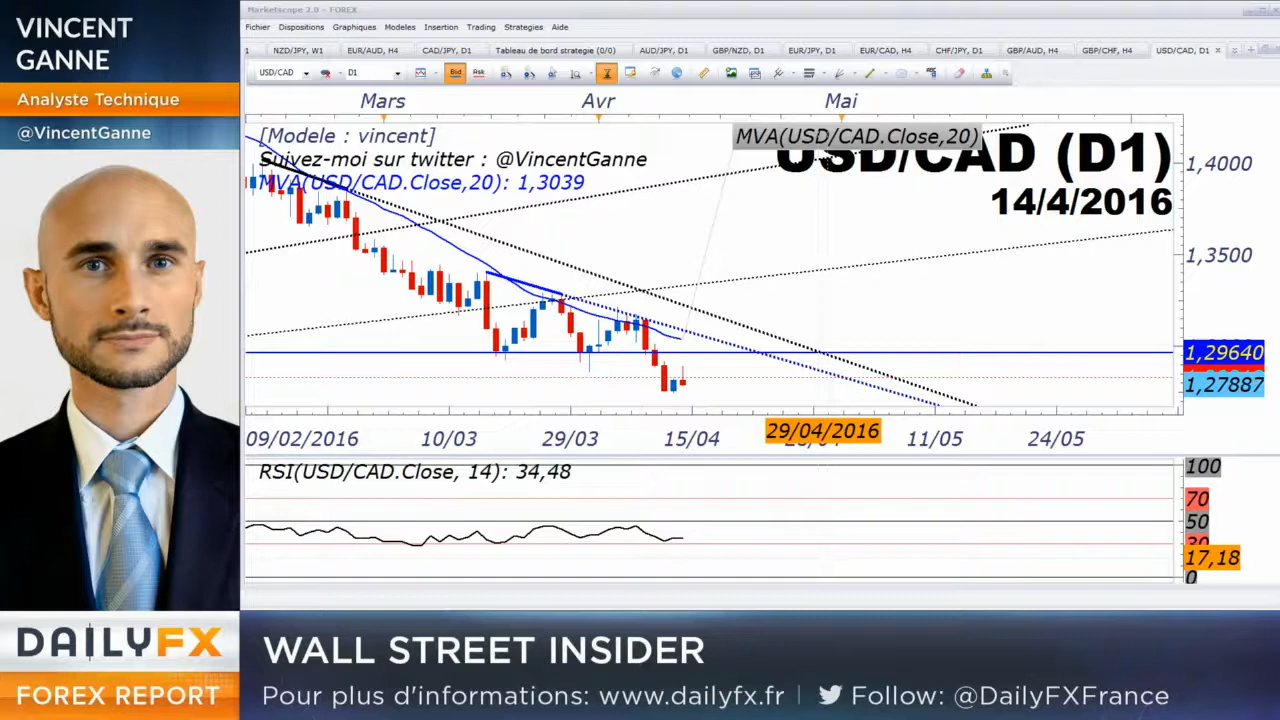 VINCENT
GANNE
Analyste Technique
@VincentGanne
Marketscope 2.0 - FOREX
Fichier Dispositions Graphiques Modeles Insertion Trading Strategies Aide
NZD/JPY, W1 EUR/AUD, H4 CAD/JPY, D1 Tableau de bord strategie (0/0) AUD/JPY, D1 GBP/NZD, D1 EUR/JPY, D1 EUR/CAD, H4 CHF/JPY, D1 GBP/AUD, H4 GBP/CHF, H4 USD/CAD, D1
USD/CAD D1 Bid Ask
Mars Avr Mai
[Modele : vincent]
Suivez-moi sur twitter : @VincentGanne
MVA(USD/CAD.Close,20): 1,3039
MVA(USD/CAD.Close,20)
USD/CAD (D1)
14/4/2016
1,4000
1,3500
1,29640
1,27887
09/02/2016 10/03 29/03 15/04 29/04/2016 11/05 24/05
RSI(USD/CAD.Close, 14): 34,48
100
70
50
30
17,18
0
DAILYFX
FOREX REPORT
WALL STREET INSIDER
Pour plus d'informations: www.dailyfx.fr | Follow: @DailyFXFrance